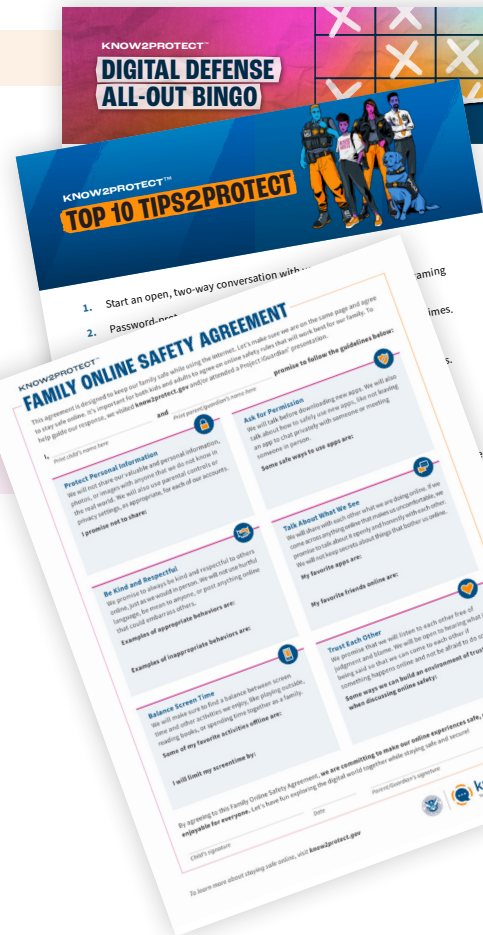 KNOW2PROTECT™
DIGITAL DEFENSE
ALL-OUT BINGO
KNOW2PROTECT™
TOP 10 TIPS2PROTECT
1. Start an open, two-way conversation with
raming
2.
imes.
s.
KNOW2PROTECT™
FAMILY ONLINE SAFETY AGREEMENT
This agreement is designed to keep our family safe while using the internet. Let's make sure we are on the same page and agree
to stay safe online. It's important for both kids and adults to agree on online safety rules that will work best for our family. To
help guide our response, we visited know2protect.gov and/or attended a Project iGuardian™ presentation.
I, and promise to follow the guidelines below:
Print child's name here Print parent/guardian's name here
Protect Personal Information
We will not share our valuable and personal information,
photos, or images with anyone that we do not know in
the real world. We will also use parental controls or
privacy settings, as appropriate, for each of our accounts.
I promise not to share:
Ask for Permission
We will talk before downloading new apps. We will also
talk about how to safely use new apps, like not leaving
an app to chat privately with someone or meeting
someone in person.
Some safe ways to use apps are:
Be Kind and Respectful
We promise to always be kind and respectful to others
online, just as we would in person. We will not use hurtful
language, be mean to anyone, or post anything online
that could embarrass others.
Examples of appropriate behaviors are:
Examples of inappropriate behaviors are:
Talk About What We See
We will share with each other what we are doing online. If we
come across anything online that makes us uncomfortable, we
promise to talk about it openly and honestly with each other.
We will not keep secrets about things that bother us online.
My favorite apps are:
My favorite friends online are:
Balance Screen Time
We will make sure to find a balance between screen
time and other activities we enjoy, like playing outside,
reading books, or spending time together as a family.
Some of my favorite activities offline are:
I will limit my screentime by:
Trust Each Other
We promise that we will listen to each other free of
judgment and blame. We will be open to hearing what
being said so that we can come to each other if
something happens online and not be afraid to do so
Some ways we can build an environment of trust
when discussing online safety:
By agreeing to this Family Online Safety Agreement, we are committing to make our online experiences safe,
enjoyable for everyone. Let's have fun exploring the digital world together while staying safe and secure!
Child's signature Date Parent/Guardian's signature
To learn more about staying safe online, visit know2protect.gov